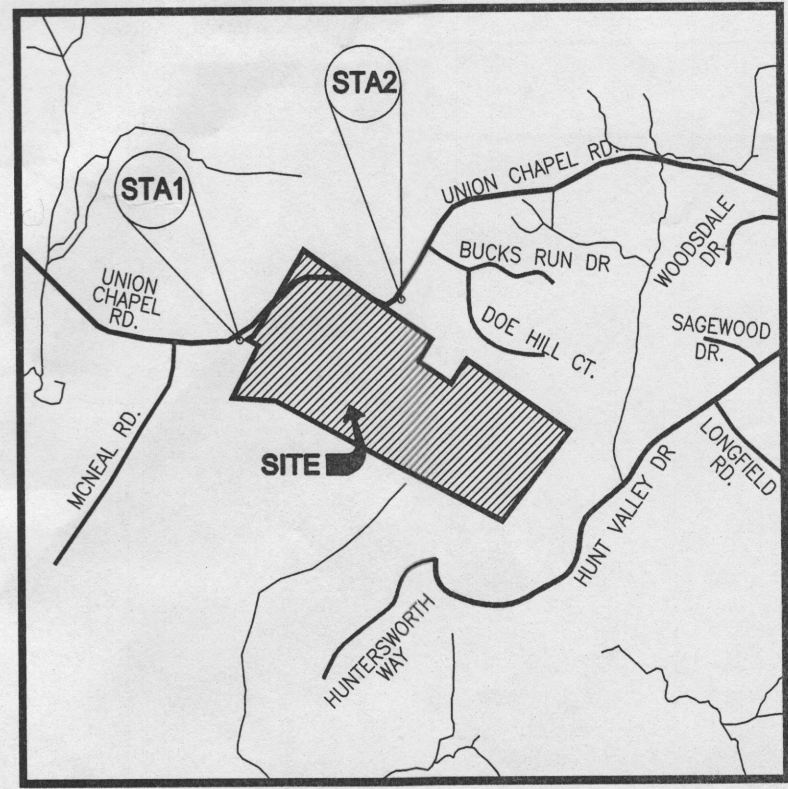 STA2
STA1
UNION CHAPEL RD.
WOODSDALE
DR.
BUCKS RUN DR
UNION
CHAPEL
RD.
DOE HILL CT.
SAGEWOOD
DR.
MCNEAL RD.
SITE
LONGFIELD
RD.
HUNT VALLEY DR
HUNTERSWORTH
WAY